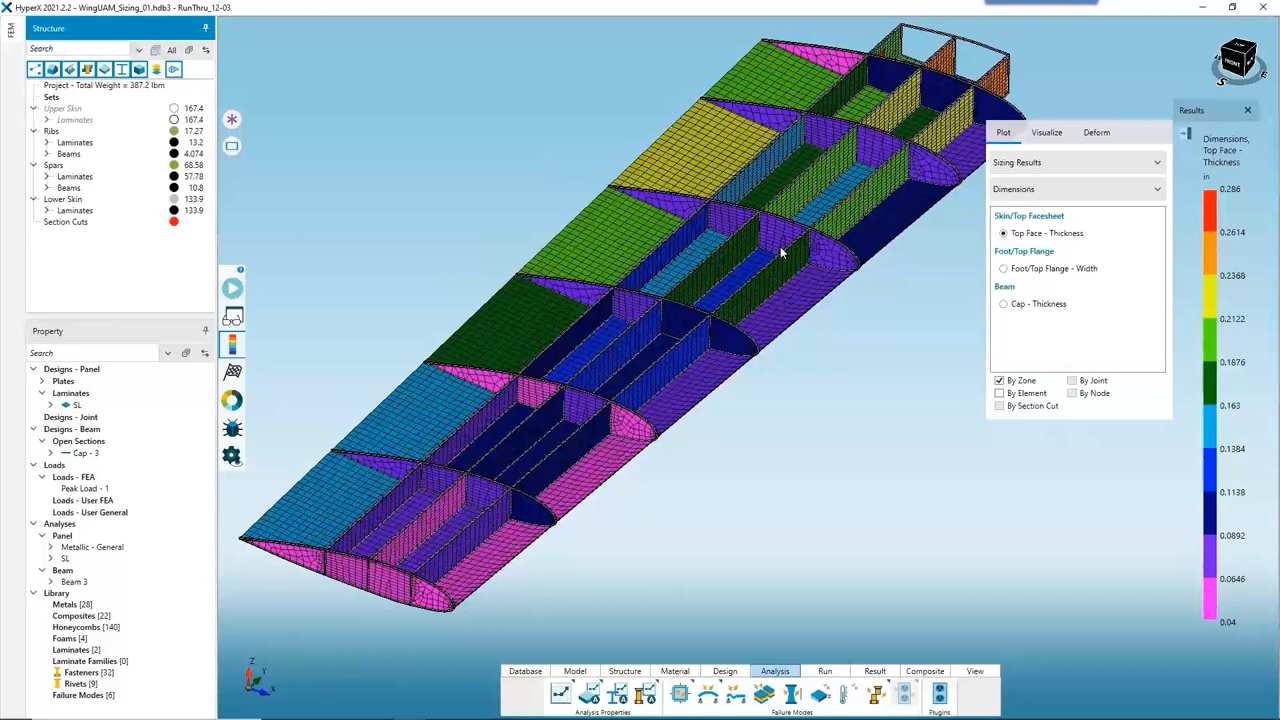 HyperX 2021.2.2 - WingUAM_Sizing_01.hdb3 - RunThru_12-03
FEM
Structure
Search
All
Project - Total Weight = 387.2 lbm
Sets
Upper Skin 167.4
Laminates 167.4
Ribs 17.27
Laminates 13.2
Beams 4.074
Spars 68.58
Laminates 57.78
Beams 10.8
Lower Skin 133.9
Laminates 133.9
Section Cuts
Property
Search
Designs - Panel
Plates
Laminates
SL
Designs - Joint
Designs - Beam
Open Sections
Cap - 3
Loads
Loads - FEA
Peak Load - 1
Loads - User FEA
Loads - User General
Analyses
Panel
Metallic - General
SL
Beam
Beam 3
Library
Metals [28]
Composites [22]
Honeycombs [140]
Foams [4]
Laminates [2]
Laminate Families [0]
Fasteners [32]
Rivets [9]
Failure Modes [6]
Z
Y
X
FRONT
S
E
Results
Plot Visualize Deform
Sizing Results
Dimensions
Skin/Top Facesheet
Top Face - Thickness
Foot/Top Flange
Foot/Top Flange - Width
Beam
Cap - Thickness
By Zone By Joint
By Element By Node
By Section Cut
Dimensions,
Top Face -
Thickness
in
0.286
0.2614
0.2368
0.2122
0.1876
0.163
0.1384
0.1138
0.0892
0.0646
0.04
Database Model Structure Material Design Analysis Run Result Composite View
Analysis Properties Failure Modes Plugins